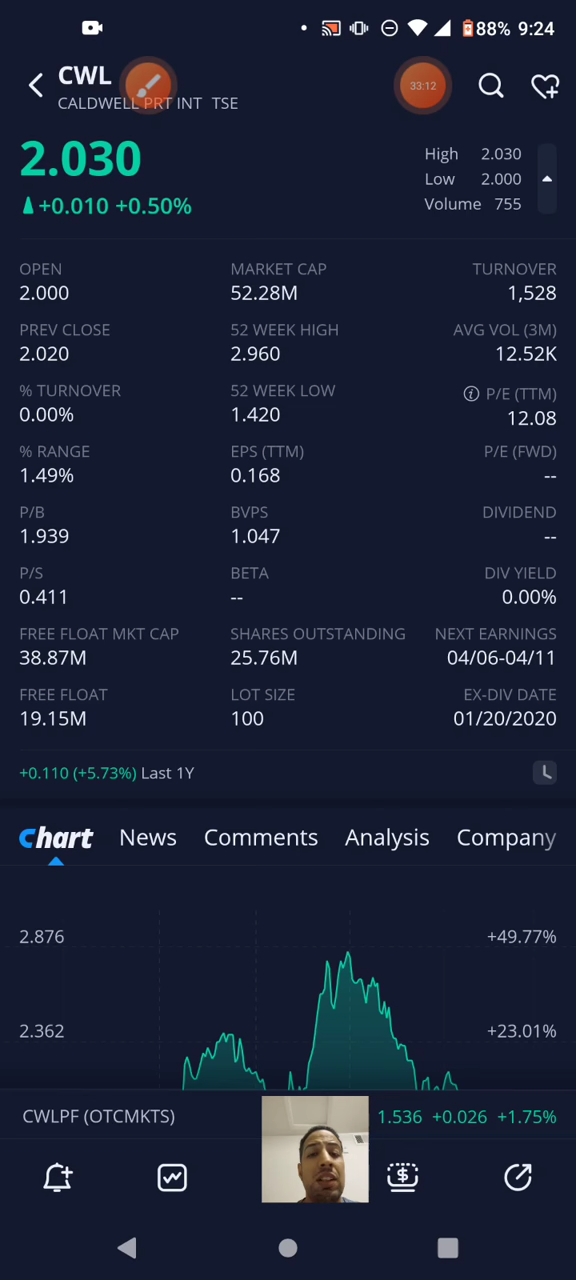 88% 9:24
CWL
CALDWELL PRT INT TSE
33:12
2.030
+0.010 +0.50%
High 2.030
Low 2.000
Volume 755
OPEN MARKET CAP TURNOVER
2.000 52.28M 1,528
PREV CLOSE 52 WEEK HIGH AVG VOL (3M)
2.020 2.960 12.52K
% TURNOVER 52 WEEK LOW P/E (TTM)
0.00% 1.420 12.08
% RANGE EPS (TTM) P/E (FWD)
1.49% 0.168 --
P/B BVPS DIVIDEND
1.939 1.047 --
P/S BETA DIV YIELD
0.411 -- 0.00%
FREE FLOAT MKT CAP SHARES OUTSTANDING NEXT EARNINGS
38.87M 25.76M 04/06-04/11
FREE FLOAT LOT SIZE EX-DIV DATE
19.15M 100 01/20/2020
+0.110 (+5.73%) Last 1Y
Chart News Comments Analysis Company
2.876 +49.77%
2.362 +23.01%
CWLPF (OTCMKTS) 1.536 +0.026 +1.75%